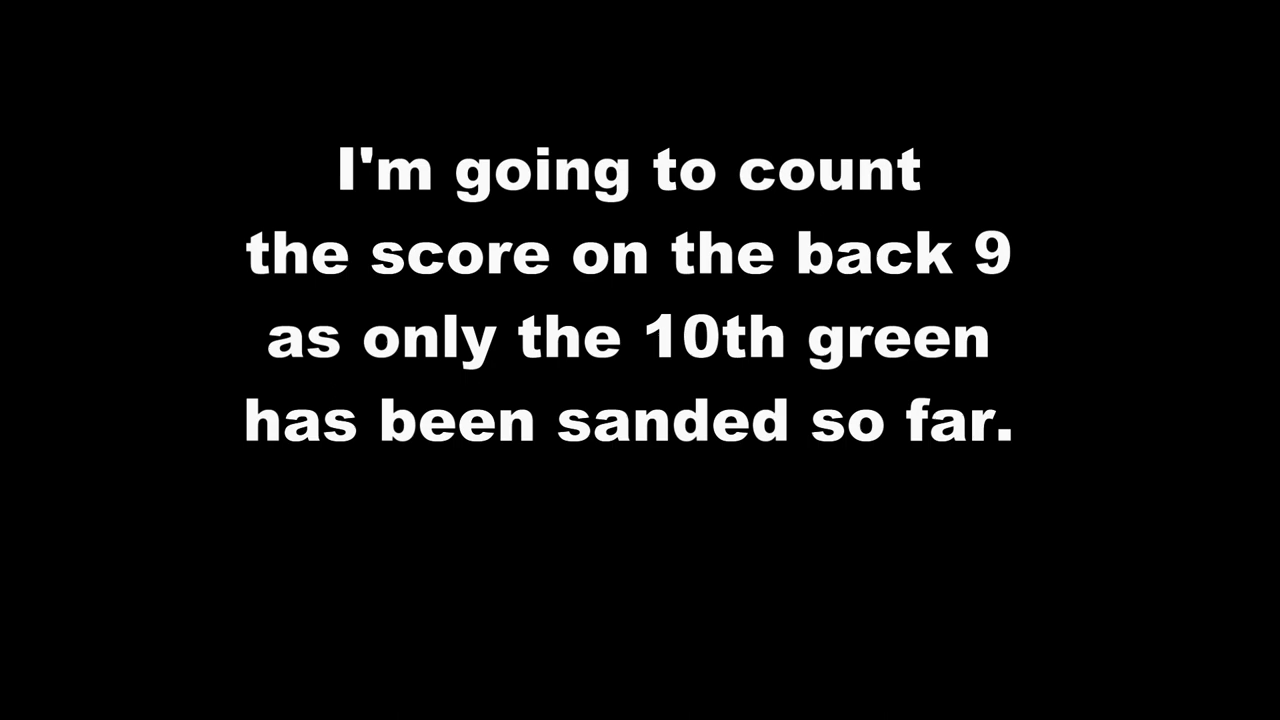 I'm going to count
the score on the back 9
as only the 10th green
has been sanded so far.